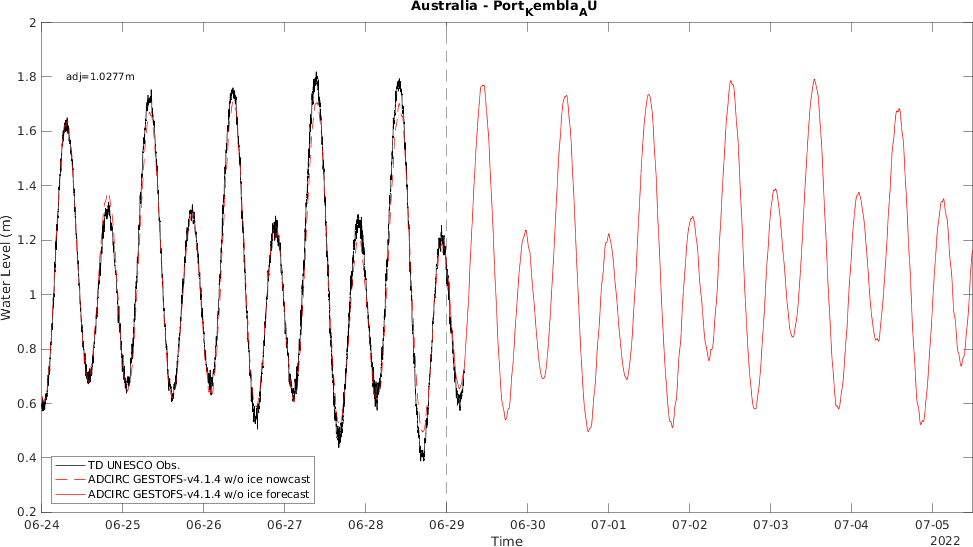 Australia - Port_Kembla_AU
2
1.8
adj=1.0277m
1.6
1.4
1.2
Water Level (m)
1
0.8
0.6
0.4
TD UNESCO Obs.
ADCIRC GESTOFS-v4.1.4 w/o ice nowcast
ADCIRC GESTOFS-v4.1.4 w/o ice forecast
0.2
06-24 06-25 06-26 06-27 06-28 06-29 06-30 07-01 07-02 07-03 07-04 07-05
Time 2022